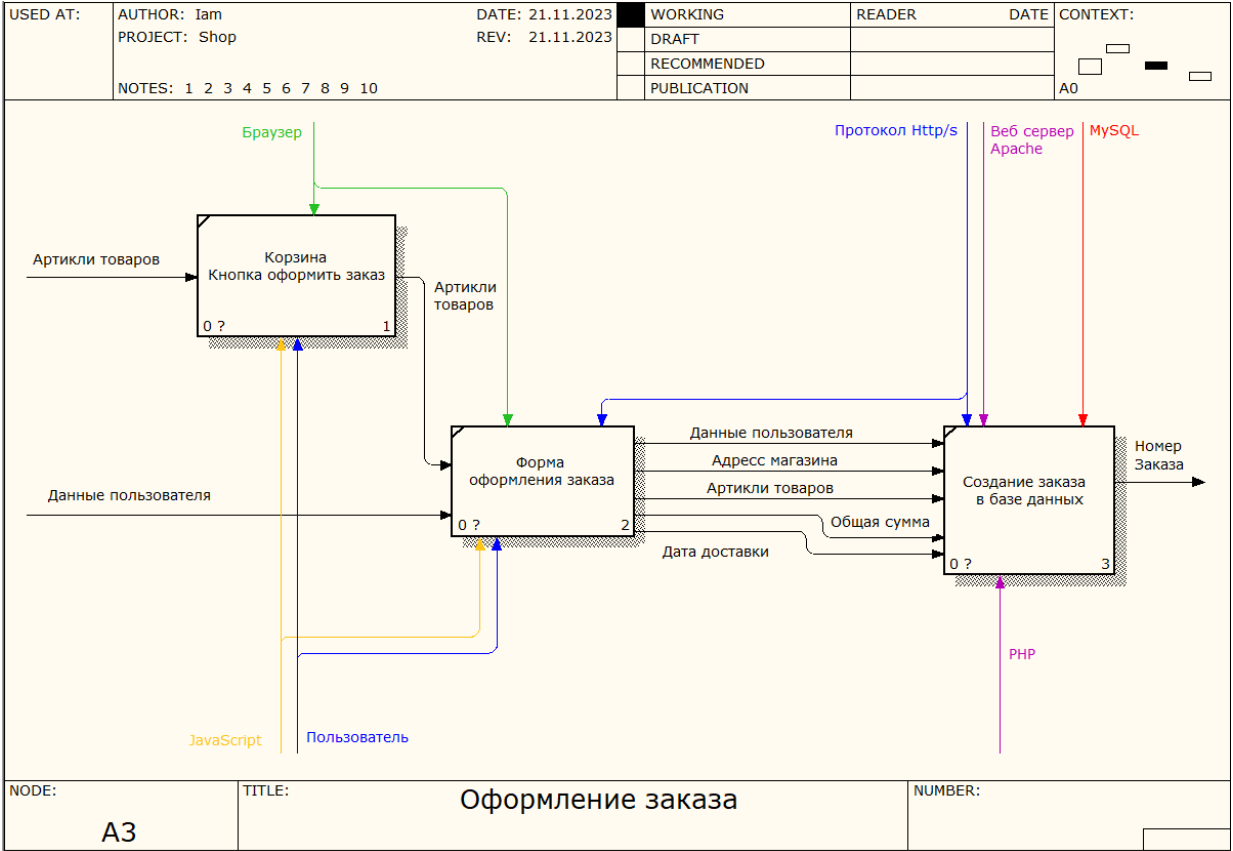 USED AT:
AUTHOR: Iam
DATE: 21.11.2023
PROJECT: Shop
REV: 21.11.2023
NOTES: 1 2 3 4 5 6 7 8 9 10
WORKING
DRAFT
RECOMMENDED
PUBLICATION
READER
DATE
CONTEXT:
A0
Браузер
Протокол Http/s
Веб сервер
Apache
MySQL
Артикли товаров
Корзина
Кнопка оформить заказ
0 ?
1
Артикли
товаров
Данные пользователя
Форма
оформления заказа
0 ?
2
Данные пользователя
Адресс магазина
Артикли товаров
Общая сумма
Дата доставки
Создание заказа
в базе данных
0 ?
3
Номер
Заказа
PHP
JavaScript
Пользователь
NODE:
A3
TITLE:
Оформление заказа
NUMBER: